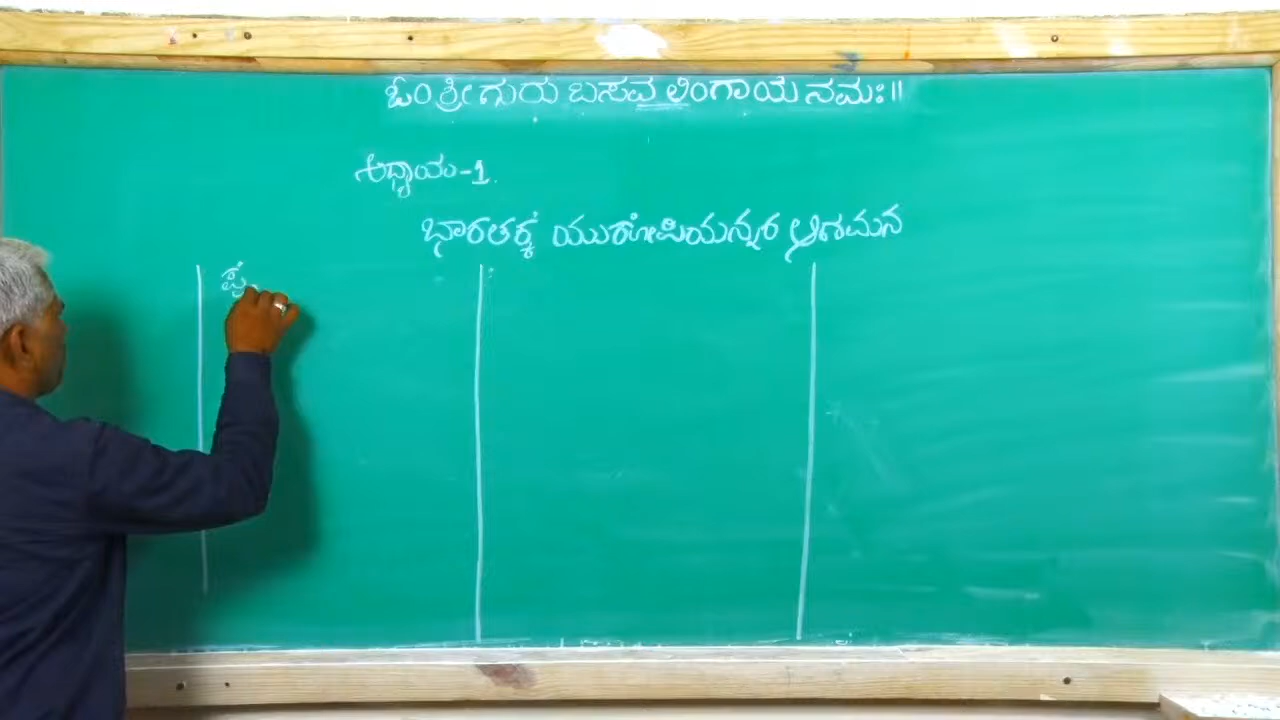 ಓಂ ಶ್ರೀ ಗುರು ಬಸವ ಲಿಂಗಾಯ ನಮಃ॥
ಅಧ್ಯಾಯ-1.
ಭಾರತಕ್ಕೆ ಯುರೋಪಿಯನ್ನರ ಆಗಮನ